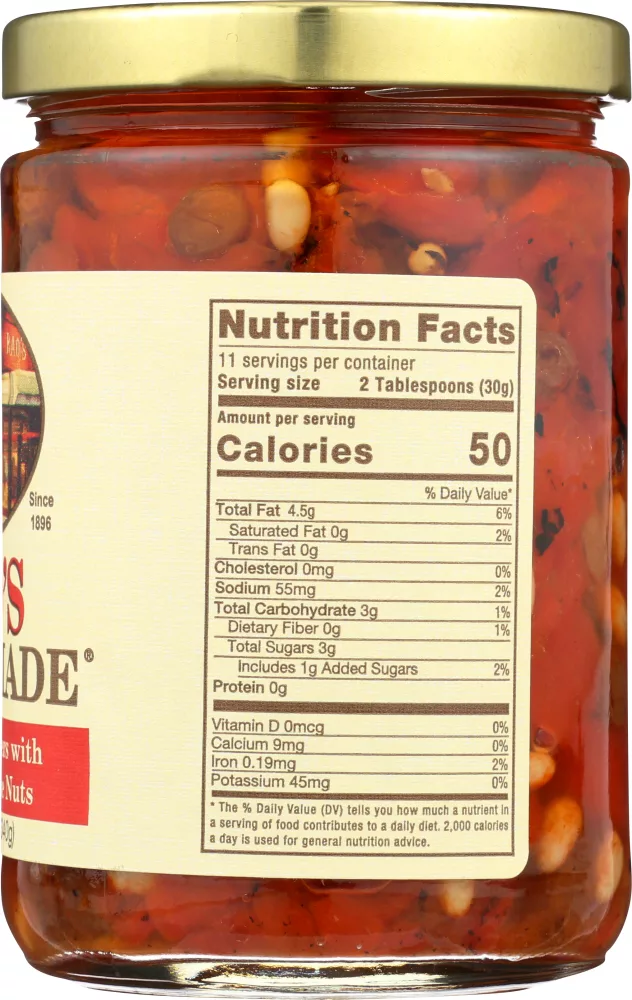 RAO'S
Since
1896
'S
ADE®
rs with
e Nuts
40g)
Nutrition Facts
11 servings per container
Serving size 2 Tablespoons (30g)
Amount per serving
Calories 50
% Daily Value*
Total Fat 4.5g 6%
Saturated Fat 0g 2%
Trans Fat 0g
Cholesterol 0mg 0%
Sodium 55mg 2%
Total Carbohydrate 3g 1%
Dietary Fiber 0g 1%
Total Sugars 3g
Includes 1g Added Sugars 2%
Protein 0g
Vitamin D 0mcg 0%
Calcium 9mg 0%
Iron 0.19mg 2%
Potassium 45mg 0%
* The % Daily Value (DV) tells you how much a nutrient in
a serving of food contributes to a daily diet. 2,000 calories
a day is used for general nutrition advice.